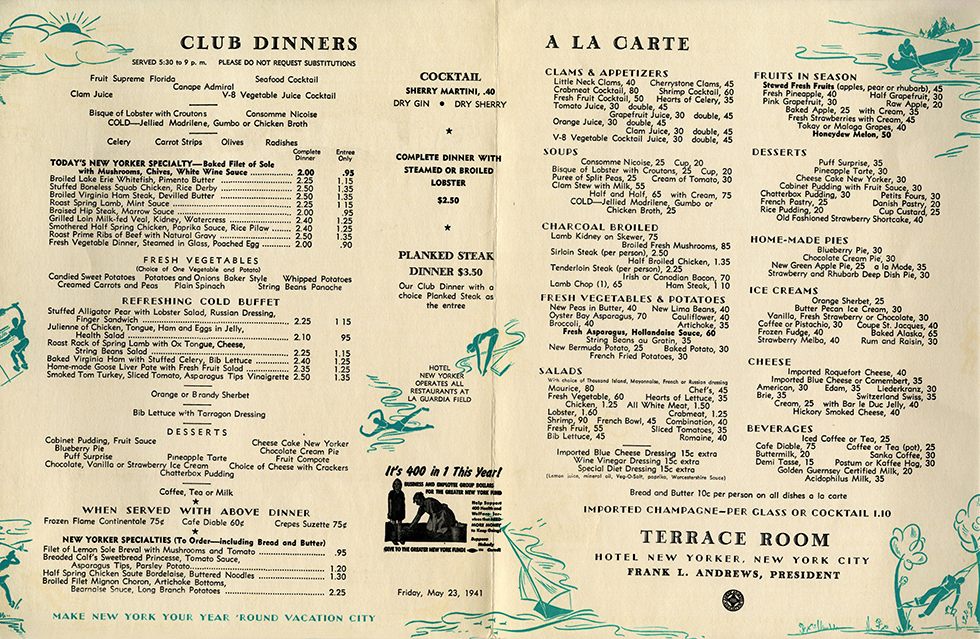 CLUB DINNERS
SERVED 5:30 to 9 p. m. PLEASE DO NOT REQUEST SUBSTITUTIONS
Fruit Supreme Florida Seafood Cocktail
Canape Admiral
Clam Juice V-8 Vegetable Juice Cocktail
Bisque of Lobster with Croutons Consomme Nicoise
COLD—Jellied Madrilene, Gumbo or Chicken Broth
Celery Carrot Strips Olives Radishes
Complete Dinner Entree Only
TODAY'S NEW YORKER SPECIALTY—Baked Filet of Sole
with Mushrooms, Chives, White Wine Sauce 2.00 .95
Broiled Lake Erie Whitefish, Pimento Butter 2.25 1.15
Stuffed Boneless Squab Chicken, Rice Derby 2.50 1.35
Broiled Virginia Ham Steak, Devilled Butter 2.50 1.35
Roast Spring Lamb, Mint Sauce 2.25 1.15
Braised Hip Steak, Marrow Sauce 2.00 .95
Grilled Loin Milk-fed Veal, Kidney, Watercress 2.40 1.25
Smothered Half Spring Chicken, Paprika Sauce, Rice Pilow 2.40 1.25
Roast Prime Ribs of Beef with Natural Gravy 2.50 1.35
Fresh Vegetable Dinner, Steamed in Glass, Poached Egg 2.00 .90
FRESH VEGETABLES
(Choice of One Vegetable and Potato)
Candied Sweet Potatoes Potatoes and Onions Baker Style Whipped Potatoes
Creamed Carrots and Peas Plain Spinach String Beans Panache
REFRESHING COLD BUFFET
Stuffed Alligator Pear with Lobster Salad, Russian Dressing,
Finger Sandwich 2.25 1 15
Julienne of Chicken, Tongue, Ham and Eggs in Jelly,
Health Salad 2.10 95
Roast Rack of Spring Lamb with Ox Tongue, Cheese,
String Beans Salad 2.25 1.15
Baked Virginia Ham with Stuffed Celery, Bib Lettuce 2.40 1.25
Home-made Goose Liver Pate with Fresh Fruit Salad 2.35 1.25
Smoked Tom Turkey, Sliced Tomato, Asparagus Tips Vinaigrette 2.50 1.35
Orange or Brandy Sherbet
Bib Lettuce with Tarragon Dressing
DESSERTS
Cabinet Pudding, Fruit Sauce Cheese Cake New Yorker
Blueberry Pie Chocolate Cream Pie
Puff Surprise Pineapple Tarte Fruit Compote
Chocolate, Vanilla or Strawberry Ice Cream Choice of Cheese with Crackers
Chatterbox Pudding
Coffee, Tea or Milk
WHEN SERVED WITH ABOVE DINNER
Frozen Flame Continentale 75¢ Cafe Diable 60¢ Crepes Suzette 75¢
NEW YORKER SPECIALTIES (To Order—including Bread and Butter)
Filet of Lemon Sole Breval with Mushrooms and Tomato .95
Breaded Calf's Sweetbread Princesse, Tomato Sauce,
Asparagus Tips, Parsley Potato 1.20
Half Spring Chicken Saute Bordelaise, Buttered Noodles 1.30
Broiled Filet Mignon Choron, Artichoke Bottoms,
Bearnaise Sauce, Long Branch Potatoes 2.25
MAKE NEW YORK YOUR YEAR 'ROUND VACATION CITY
COCKTAIL
SHERRY MARTINI, .40
DRY GIN • DRY SHERRY
COMPLETE DINNER WITH
STEAMED OR BROILED
LOBSTER
$2.50
PLANKED STEAK
DINNER $3.50
Our Club Dinner with a
choice Planked Steak as
the entree
HOTEL
NEW YORKER
OPERATES ALL
RESTAURANTS AT
LA GUARDIA FIELD
It's 400 in 1 This Year!
BUSINESS AND EMPLOYEE GROUP
FOR THE GREATER NEW YORK FUND
Help Support
400 Health and
Welfare
GIVE TO THE GREATER NEW YORK FUND!
Friday, May 23, 1941
A LA CARTE
CLAMS & APPETIZERS
Little Neck Clams, 40 Cherrystone Clams, 45
Crabmeat Cocktail, 80 Shrimp Cocktail, 60
Fresh Fruit Cocktail, 50 Hearts of Celery, 35
Tomato Juice, 30 double, 45
Grapefruit Juice, 30 double, 45
Orange Juice, 30 double, 45
Clam Juice, 30 double, 45
V-8 Vegetable Cocktail Juice, 30 double, 45
SOUPS
Consomme Nicoise, 25 Cup, 20
Bisque of Lobster with Croutons, 25 Cup, 20
Puree of Split Peas, 25 Cream of Tomato, 30
Clam Stew with Milk, 55
Half and Half, 65 with Cream, 75
COLD—Jellied Madrilene, Gumbo or
Chicken Broth, 25
CHARCOAL BROILED
Lamb Kidney on Skewer, 75
Broiled Fresh Mushrooms, 85
Sirloin Steak (per person), 2.50
Half Broiled Chicken, 1.35
Tenderloin Steak (per person), 2.25
Irish or Canadian Bacon, 70
Lamb Chop (1), 65 Ham Steak, 1 10
FRESH VEGETABLES & POTATOES
New Peas in Butter, 40 New Lima Beans, 40
Oyster Bay Asparagus, 70 Cauliflower, 40
Broccoli, 40 Artichoke, 35
Fresh Asparagus, Hollandaise Sauce, 60
String Beans au Gratin, 35
New Bermuda Potato, 25 Baked Potato, 30
French Fried Potatoes, 30
SALADS
With choice of Thousand Island, Mayonnaise, French or Russian dressing
Maurice, 80 Chef's, 45
Fresh Vegetable, 60 Hearts of Lettuce, 35
Chicken, 1.25 All White Meat, 1.50
Lobster, 1.60 Crabmeat, 1.25
Shrimp, 90 French Bowl, 45 Combination, 40
Fresh Fruit, 55 Sliced Tomatoes, 35
Bib Lettuce, 45 Romaine, 40
Imported Blue Cheese Dressing 15c extra
Wine Vinegar Dressing 15c extra
Special Diet Dressing 15c extra
(Lemon juice, mineral oil, Veg-O-Salt, paprika, Worcestershire Sauce)
FRUITS IN SEASON
Stewed Fresh Fruits (apples, pear or rhubarb), 45
Fresh Pineapple, 40 Half Grapefruit, 30
Pink Grapefruit, 30 Raw Apple, 20
Baked Apple, 25 with Cream, 35
Fresh Strawberries with Cream, 45
Tokay or Malaga Grapes, 40
Honeydew Melon, 50
DESSERTS
Puff Surprise, 35
Pineapple Tarte, 30
Cheese Cake New Yorker, 30
Cabinet Pudding with Fruit Sauce, 30
Chatterbox Pudding, 30 Petits Fours, 30
French Pastry, 25 Danish Pastry, 20
Rice Pudding, 20 Cup Custard, 25
Old Fashioned Strawberry Shortcake, 40
HOME-MADE PIES
Blueberry Pie, 30
Chocolate Cream Pie, 30
New Green Apple Pie, 25 a la Mode, 35
Strawberry and Rhubarb Deep Dish Pie, 30
ICE CREAMS
Orange Sherbet, 25
Butter Pecan Ice Cream, 30
Vanilla, Fresh Strawberry or Chocolate, 30
Coffee or Pistachio, 30 Coupe St. Jacques, 40
Frozen Fudge, 40 Baked Alaska, 65
Strawberry Melbo, 40 Rum and Raisin, 30
CHEESE
Imported Roquefort Cheese, 40
Imported Blue Cheese or Camembert, 35
American, 30 Edam, 35 Liederkranz, 30
Brie, 35 Switzerland Swiss, 35
Cream, 25 with Bar le Duc Jelly, 40
Hickory Smoked Cheese, 40
BEVERAGES
Iced Coffee or Tea, 25
Cafe Diable, 75 Coffee or Tea (pot), 25
Buttermilk, 20 Sanka Coffee, 30
Demi Tasse, 15 Postum or Kaffee Hag, 30
Golden Guernsey Certified Milk, 20
Acidophilus Milk, 35
Bread and Butter 10c per person on all dishes a la carte
IMPORTED CHAMPAGNE—PER GLASS OR COCKTAIL 1.10
TERRACE ROOM
HOTEL NEW YORKER, NEW YORK CITY
FRANK L. ANDREWS, PRESIDENT